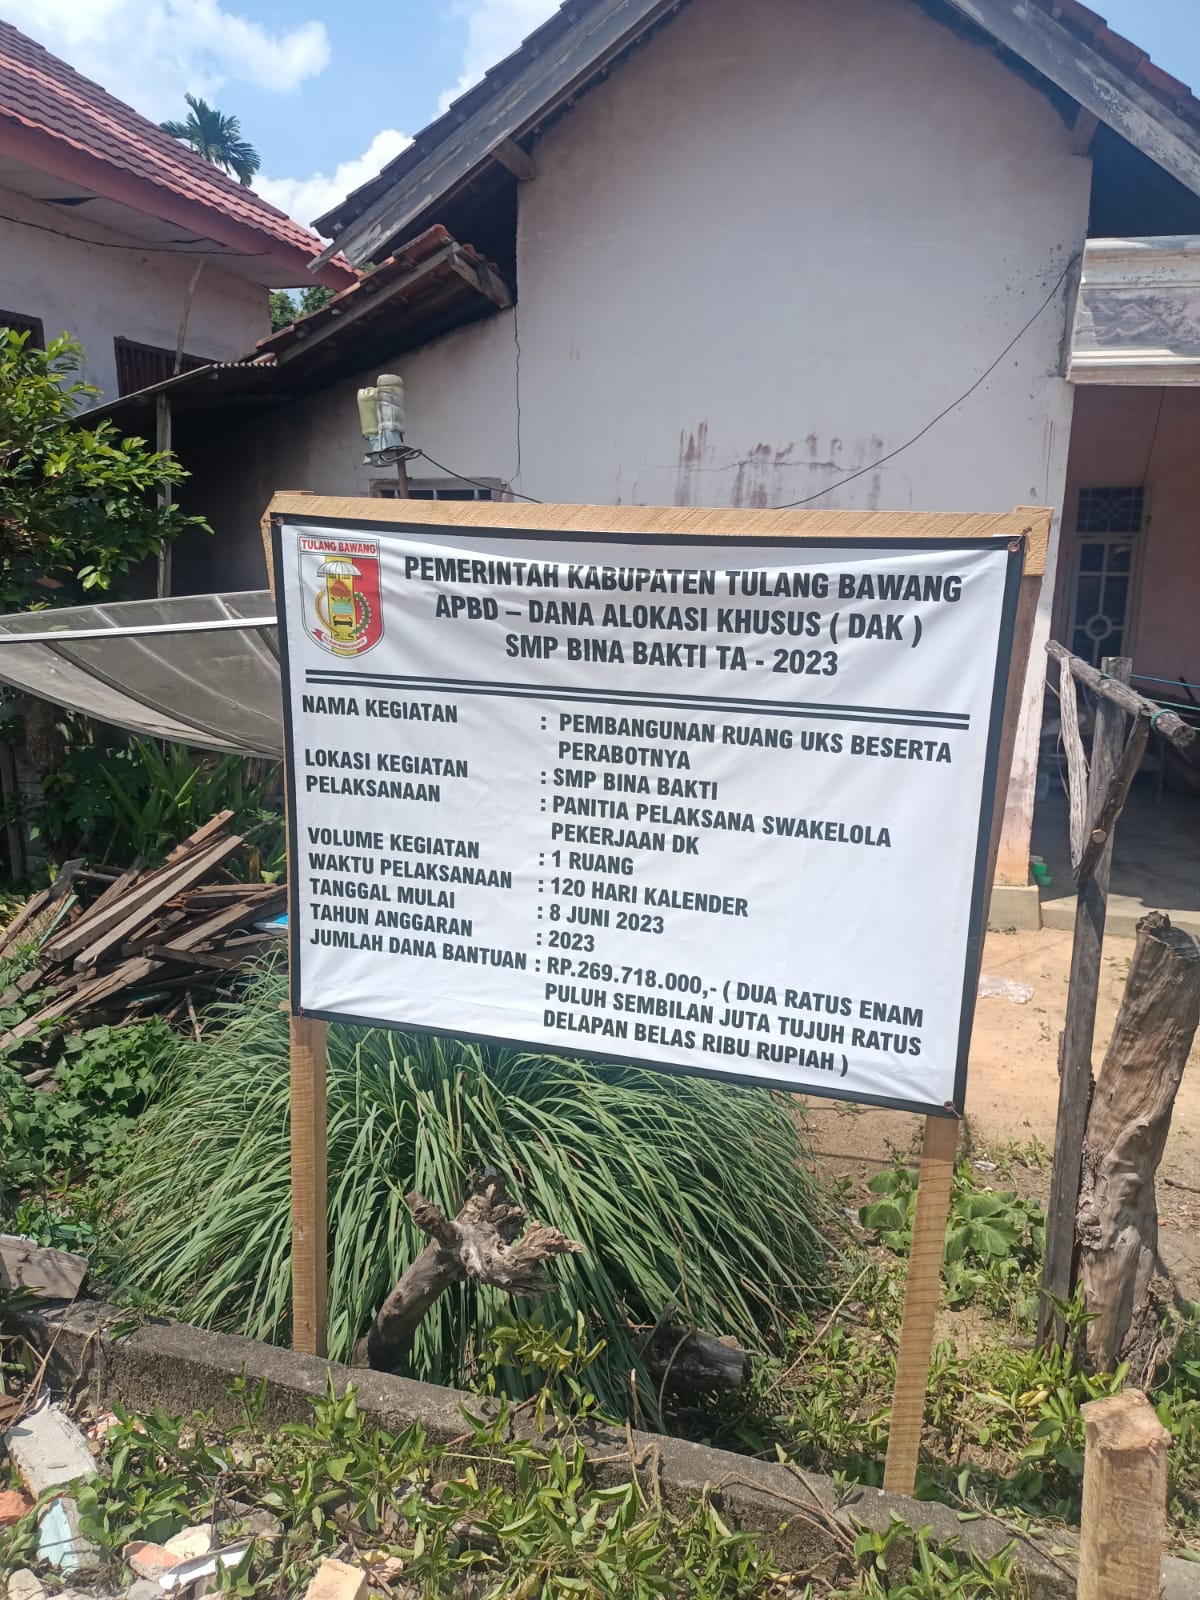 TULANG BAWANG
PEMERINTAH KABUPATEN TULANG BAWANG
APBD – DANA ALOKASI KHUSUS ( DAK )
SMP BINA BAKTI TA - 2023
NAMA KEGIATAN : PEMBANGUNAN RUANG UKS BESERTA
PERABOTNYA
LOKASI KEGIATAN : SMP BINA BAKTI
PELAKSANAAN : PANITIA PELAKSANA SWAKELOLA
PEKERJAAN DK
VOLUME KEGIATAN : 1 RUANG
WAKTU PELAKSANAAN : 120 HARI KALENDER
TANGGAL MULAI : 8 JUNI 2023
TAHUN ANGGARAN : 2023
JUMLAH DANA BANTUAN : RP.269.718.000,- ( DUA RATUS ENAM
PULUH SEMBILAN JUTA TUJUH RATUS
DELAPAN BELAS RIBU RUPIAH )